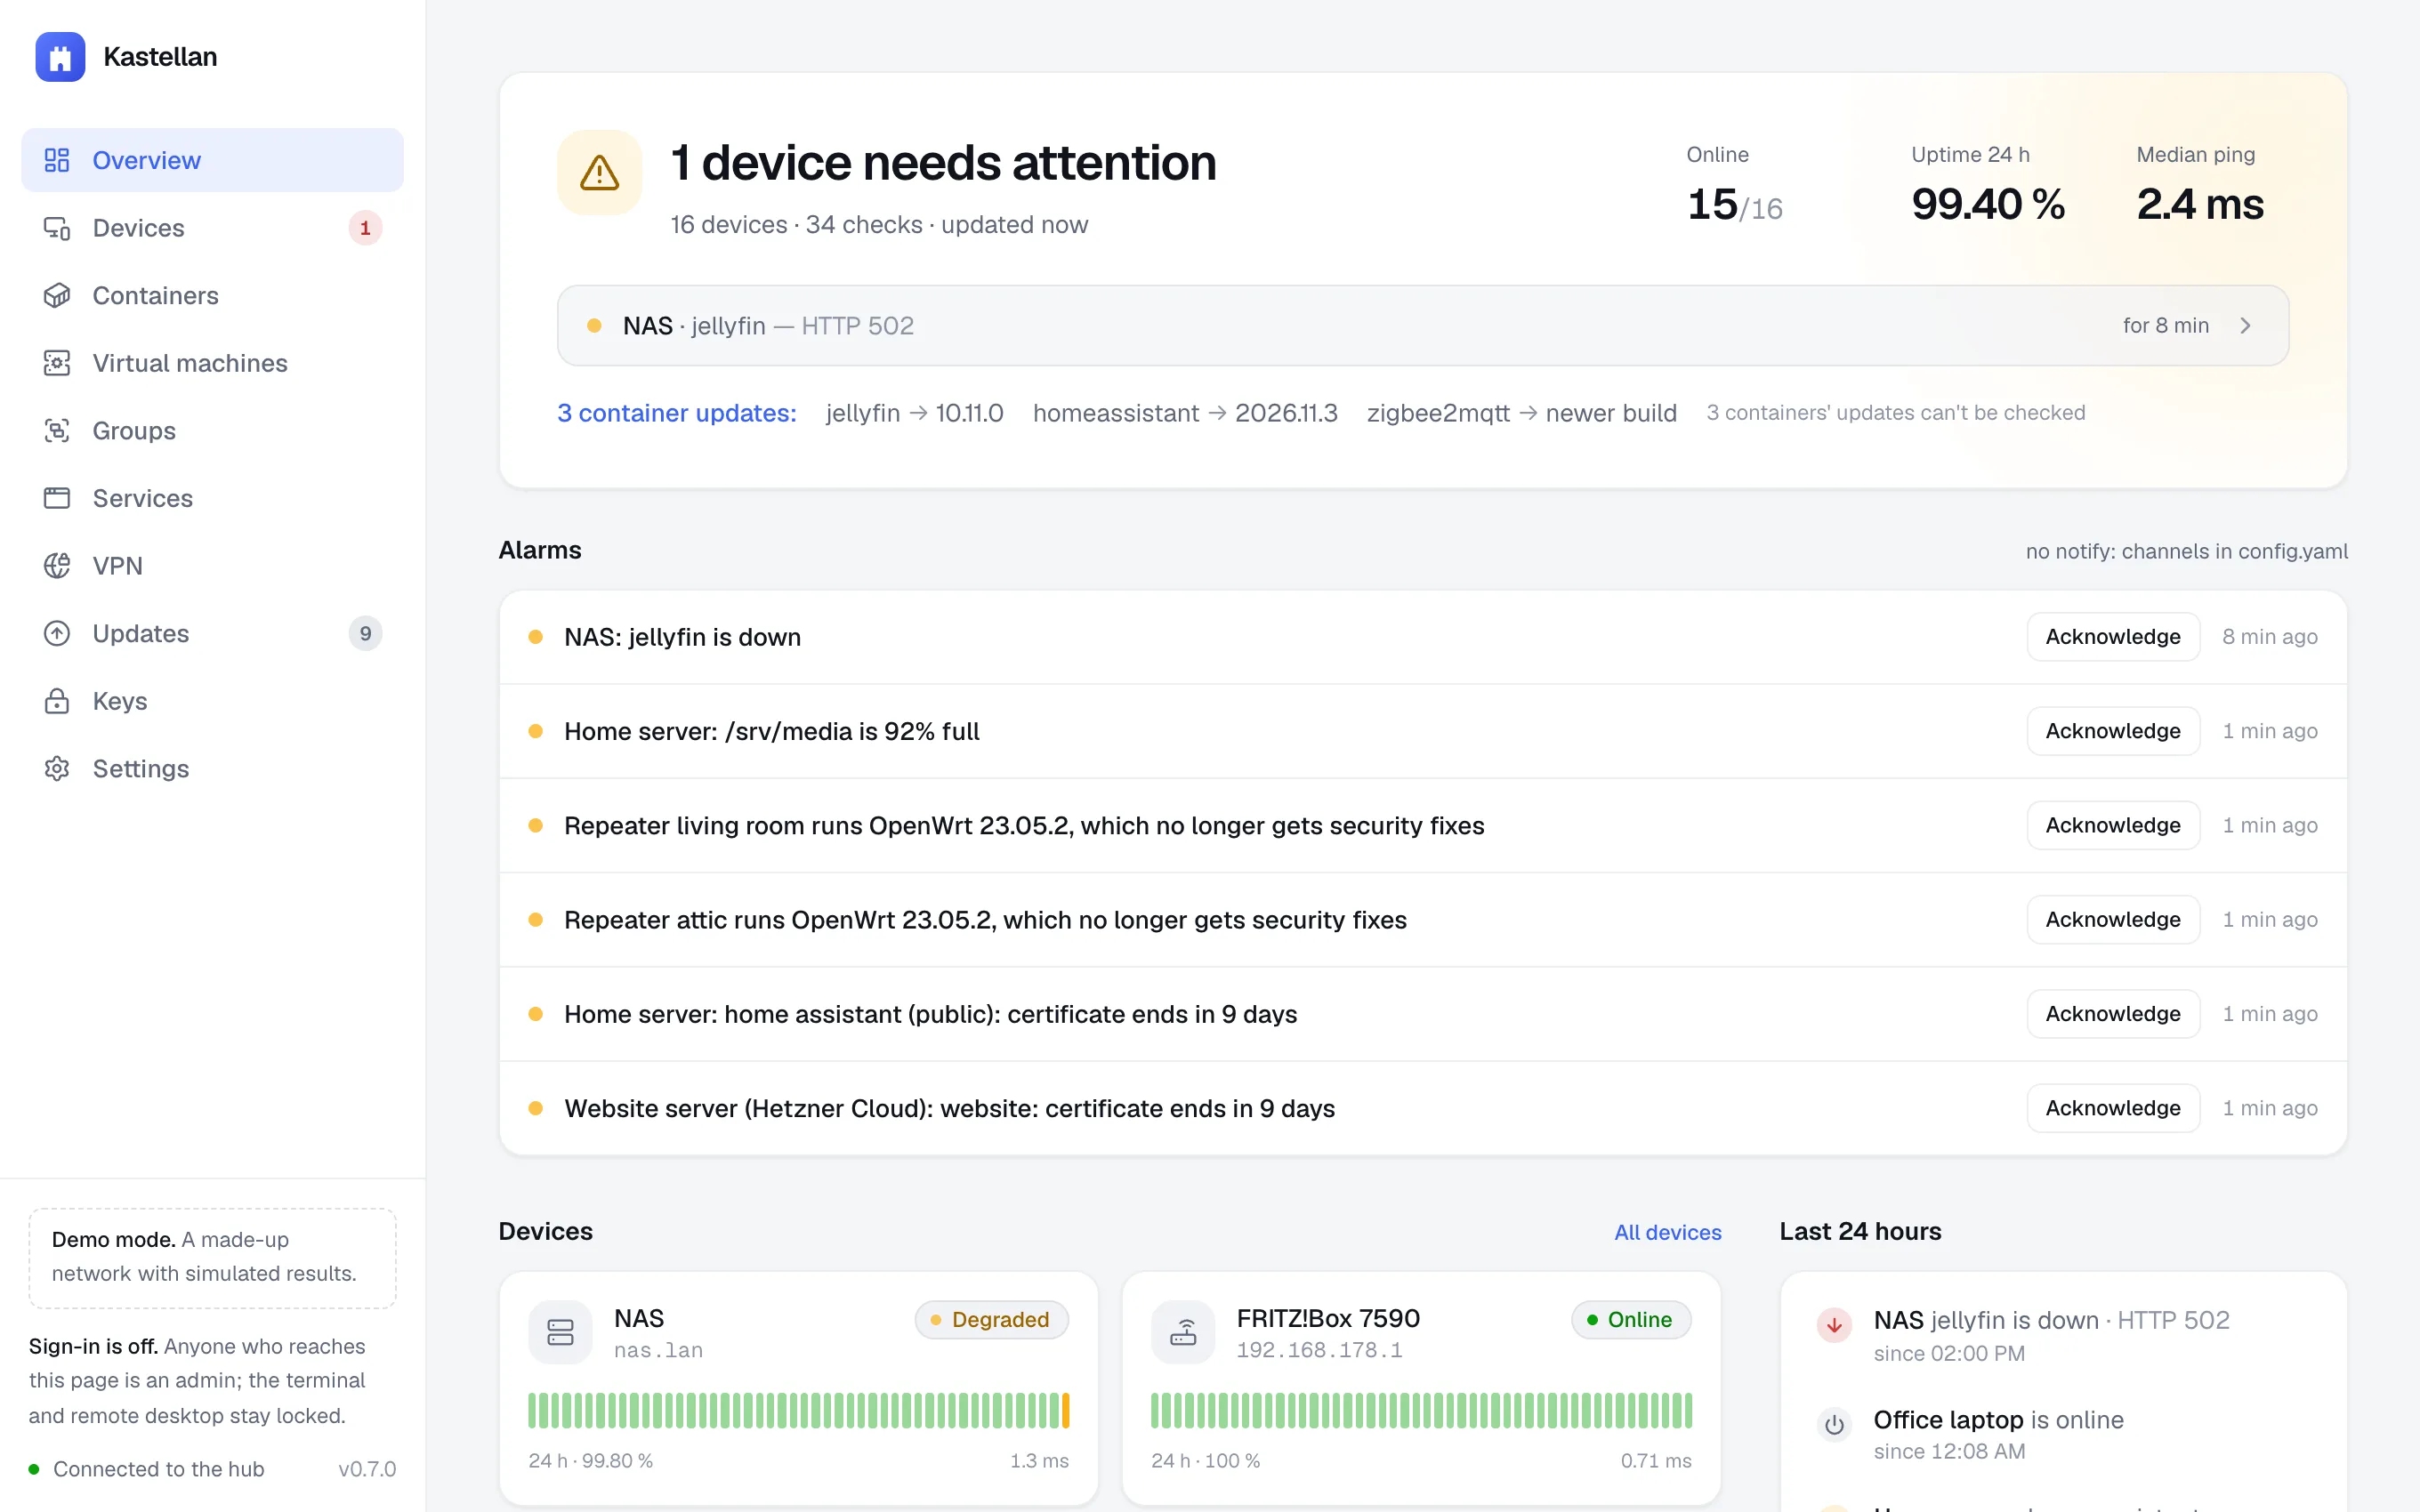 Kastellan
Overview
Devices 1
Containers
Virtual machines
Groups
Services
VPN
Updates 9
Keys
Settings
Demo mode. A made-up
network with simulated results.
Sign-in is off. Anyone who reaches
this page is an admin; the terminal
and remote desktop stay locked.
Connected to the hub v0.7.0
1 device needs attention
16 devices · 34 checks · updated now
Online
15/16
Uptime 24 h
99.40 %
Median ping
2.4 ms
NAS · jellyfin — HTTP 502 for 8 min
3 container updates: jellyfin → 10.11.0 homeassistant → 2026.11.3 zigbee2mqtt → newer build 3 containers' updates can't be checked
Alarms no notify: channels in config.yaml
NAS: jellyfin is down Acknowledge 8 min ago
Home server: /srv/media is 92% full Acknowledge 1 min ago
Repeater living room runs OpenWrt 23.05.2, which no longer gets security fixes Acknowledge 1 min ago
Repeater attic runs OpenWrt 23.05.2, which no longer gets security fixes Acknowledge 1 min ago
Home server: home assistant (public): certificate ends in 9 days Acknowledge 1 min ago
Website server (Hetzner Cloud): website: certificate ends in 9 days Acknowledge 1 min ago
Devices All devices
NAS Degraded
nas.lan
24 h · 99.80 % 1.3 ms
FRITZ!Box 7590 Online
192.168.178.1
24 h · 100 % 0.71 ms
Last 24 hours
NAS jellyfin is down · HTTP 502
since 02:00 PM
Office laptop is online
since 12:08 AM